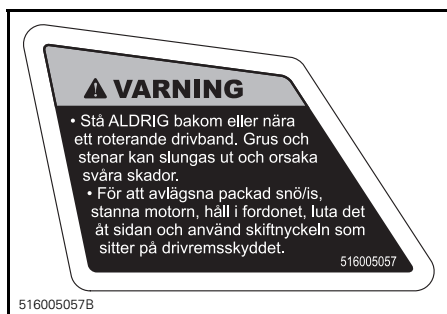 VARNING
• Stå ALDRIG bakom eller nära
ett roterande drivband. Grus och
stenar kan slungas ut och orsaka
svåra skador.
• För att avlägsna packad snö/is,
stanna motorn, håll i fordonet, luta det
åt sidan och använd skiftnyckeln som
sitter på drivremsskyddet.
516005057
516005057B